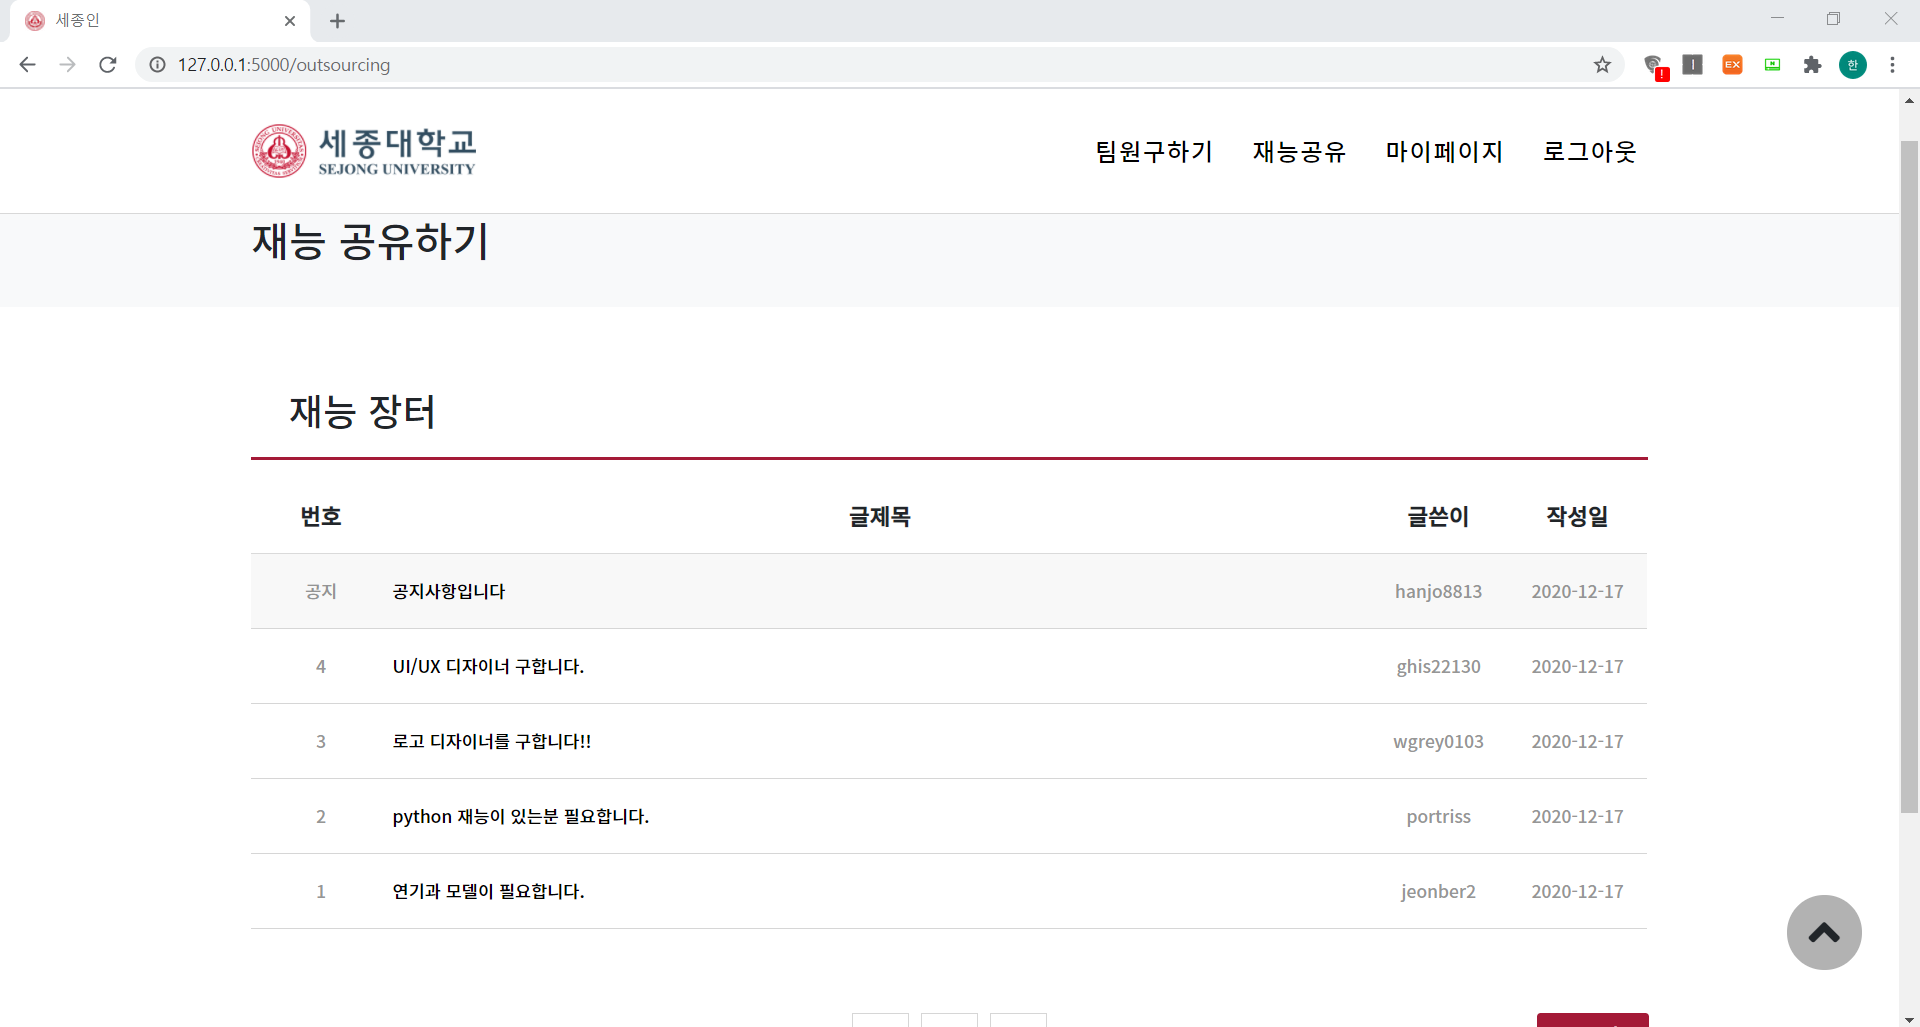 세종인
127.0.0.1:5000/outsourcing
EX
한
세종대학교
SEJONG UNIVERSITY
팀원구하기 재능공유 마이페이지 로그아웃
재능 공유하기
재능 장터
번호 글제목 글쓴이 작성일
공지 공지사항입니다 hanjo8813 2020-12-17
4 UI/UX 디자이너 구합니다. ghis22130 2020-12-17
3 로고 디자이너를 구합니다!! wgrey0103 2020-12-17
2 python 재능이 있는분 필요합니다. portriss 2020-12-17
1 연기과 모델이 필요합니다. jeonber2 2020-12-17